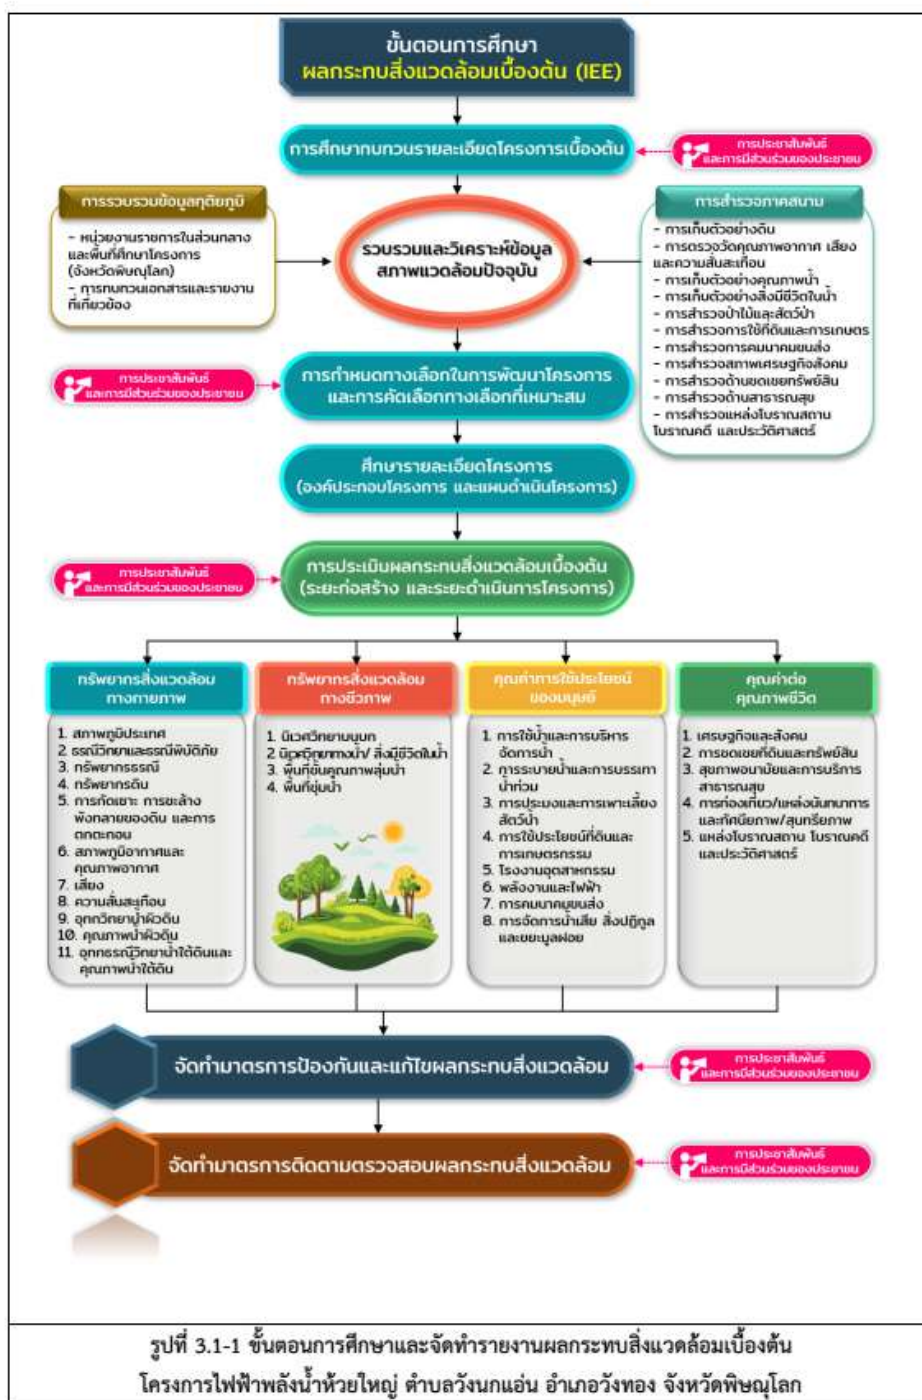 ขั้นตอนการศึกษา
ผลกระทบสิ่งแวดล้อมเบื้องต้น (IEE)
การศึกษาทบทวนรายละเอียดโครงการเบื้องต้น
การประชาสัมพันธ์
และการมีส่วนร่วมของประชาชน
การรวบรวมข้อมูลทุติยภูมิ
- หน่วยงานราชการในส่วนกลาง
และพื้นที่ศึกษาโครงการ
(จังหวัดพิษณุโลก)
- การทบทวนเอกสารและรายงาน
ที่เกี่ยวข้อง
รวบรวมและวิเคราะห์ข้อมูล
สภาพแวดล้อมปัจจุบัน
การสำรวจภาคสนาม
- การเก็บตัวอย่างดิน
- การตรวจวัดคุณภาพอากาศ เสียง
และความสั่นสะเทือน
- การเก็บตัวอย่างคุณภาพน้ำ
- การเก็บตัวอย่างสิ่งมีชีวิตในน้ำ
- การสำรวจป่าไม้และสัตว์ป่า
- การสำรวจการใช้ที่ดินและการเกษตร
- การสำรวจการคมนาคมขนส่ง
- การสำรวจสภาพเศรษฐกิจสังคม
- การสำรวจด้านชดเชยทรัพย์สิน
- การสำรวจด้านสาธารณสุข
- การสำรวจแหล่งโบราณสถาน
โบราณคดี และประวัติศาสตร์
การประชาสัมพันธ์
และการมีส่วนร่วมของประชาชน
การกำหนดทางเลือกในการพัฒนาโครงการ
และการคัดเลือกทางเลือกที่เหมาะสม
ศึกษารายละเอียดโครงการ
(องค์ประกอบโครงการ และแผนดำเนินโครงการ)
การประชาสัมพันธ์
และการมีส่วนร่วมของประชาชน
การประเมินผลกระทบสิ่งแวดล้อมเบื้องต้น
(ระยะก่อสร้าง และระยะดำเนินการโครงการ)
ทรัพยากรสิ่งแวดล้อม
ทางกายภาพ
1. สภาพภูมิประเทศ
2. ธรณีวิทยาและธรณีพิบัติภัย
3. ทรัพยากรธรณี
4. ทรัพยากรดิน
5. การกัดเซาะ การชะล้าง
พังทลายของดิน และการ
ตกตะกอน
6. สภาพภูมิอากาศและ
คุณภาพอากาศ
7. เสียง
8. ความสั่นสะเทือน
9. อุทกวิทยาน้ำผิวดิน
10. คุณภาพน้ำผิวดิน
11. อุทกธรณีวิทยาน้ำใต้ดินและ
คุณภาพน้ำใต้ดิน
ทรัพยากรสิ่งแวดล้อม
ทางชีวภาพ
1. นิเวศวิทยาบนบก
2. นิเวศวิทยาทางน้ำ/ สิ่งมีชีวิตในน้ำ
3. พื้นที่ชั้นคุณภาพลุ่มน้ำ
4. พื้นที่ชุ่มน้ำ
คุณค่าการใช้ประโยชน์
ของมนุษย์
1. การใช้น้ำและการบริหาร
จัดการน้ำ
2. การระบายน้ำและการบรรเทา
น้ำท่วม
3. การประมงและการเพาะเลี้ยง
สัตว์น้ำ
4. การใช้ประโยชน์ที่ดินและ
การเกษตรกรรม
5. โรงงานอุตสาหกรรม
6. พลังงานและไฟฟ้า
7. การคมนาคมขนส่ง
8. การจัดการน้ำเสีย สิ่งปฏิกูล
และขยะมูลฝอย
คุณค่าต่อ
คุณภาพชีวิต
1. เศรษฐกิจและสังคม
2. การชดเชยที่ดินและทรัพย์สิน
3. สุขภาพอนามัยและการบริการ
สาธารณสุข
4. การท่องเที่ยว/แหล่งนันทนาการ
และทัศนียภาพ/สุนทรียภาพ
5. แหล่งโบราณสถาน โบราณคดี
และประวัติศาสตร์
จัดทำมาตรการป้องกันและแก้ไขผลกระทบสิ่งแวดล้อม
การประชาสัมพันธ์
และการมีส่วนร่วมของประชาชน
จัดทำมาตรการติดตามตรวจสอบผลกระทบสิ่งแวดล้อม
การประชาสัมพันธ์
และการมีส่วนร่วมของประชาชน
รูปที่ 3.1-1 ขั้นตอนการศึกษาและจัดทำรายงานผลกระทบสิ่งแวดล้อมเบื้องต้น
โครงการไฟฟ้าพลังน้ำห้วยใหญ่ ตำบลวังนกแอ่น อำเภอวังทอง จังหวัดพิษณุโลก